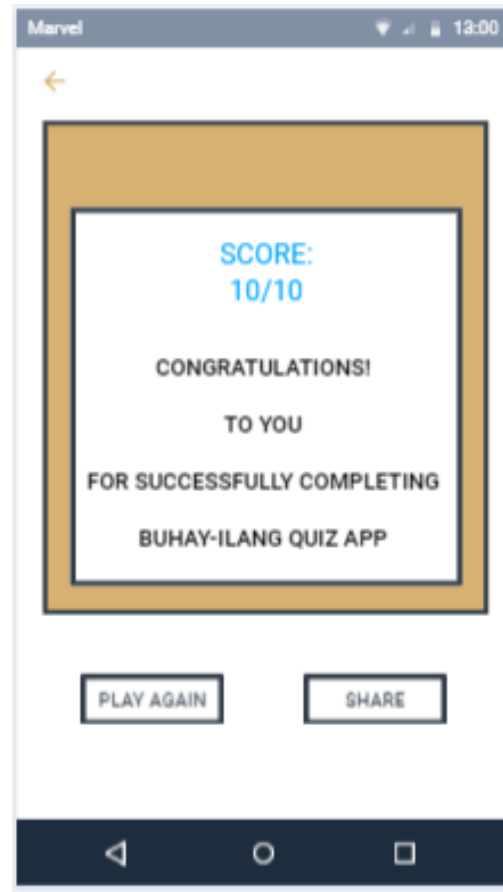 Marvel 13:00
SCORE:
10/10
CONGRATULATIONS!
TO YOU
FOR SUCCESSFULLY COMPLETING
BUHAY-ILANG QUIZ APP
PLAY AGAIN SHARE